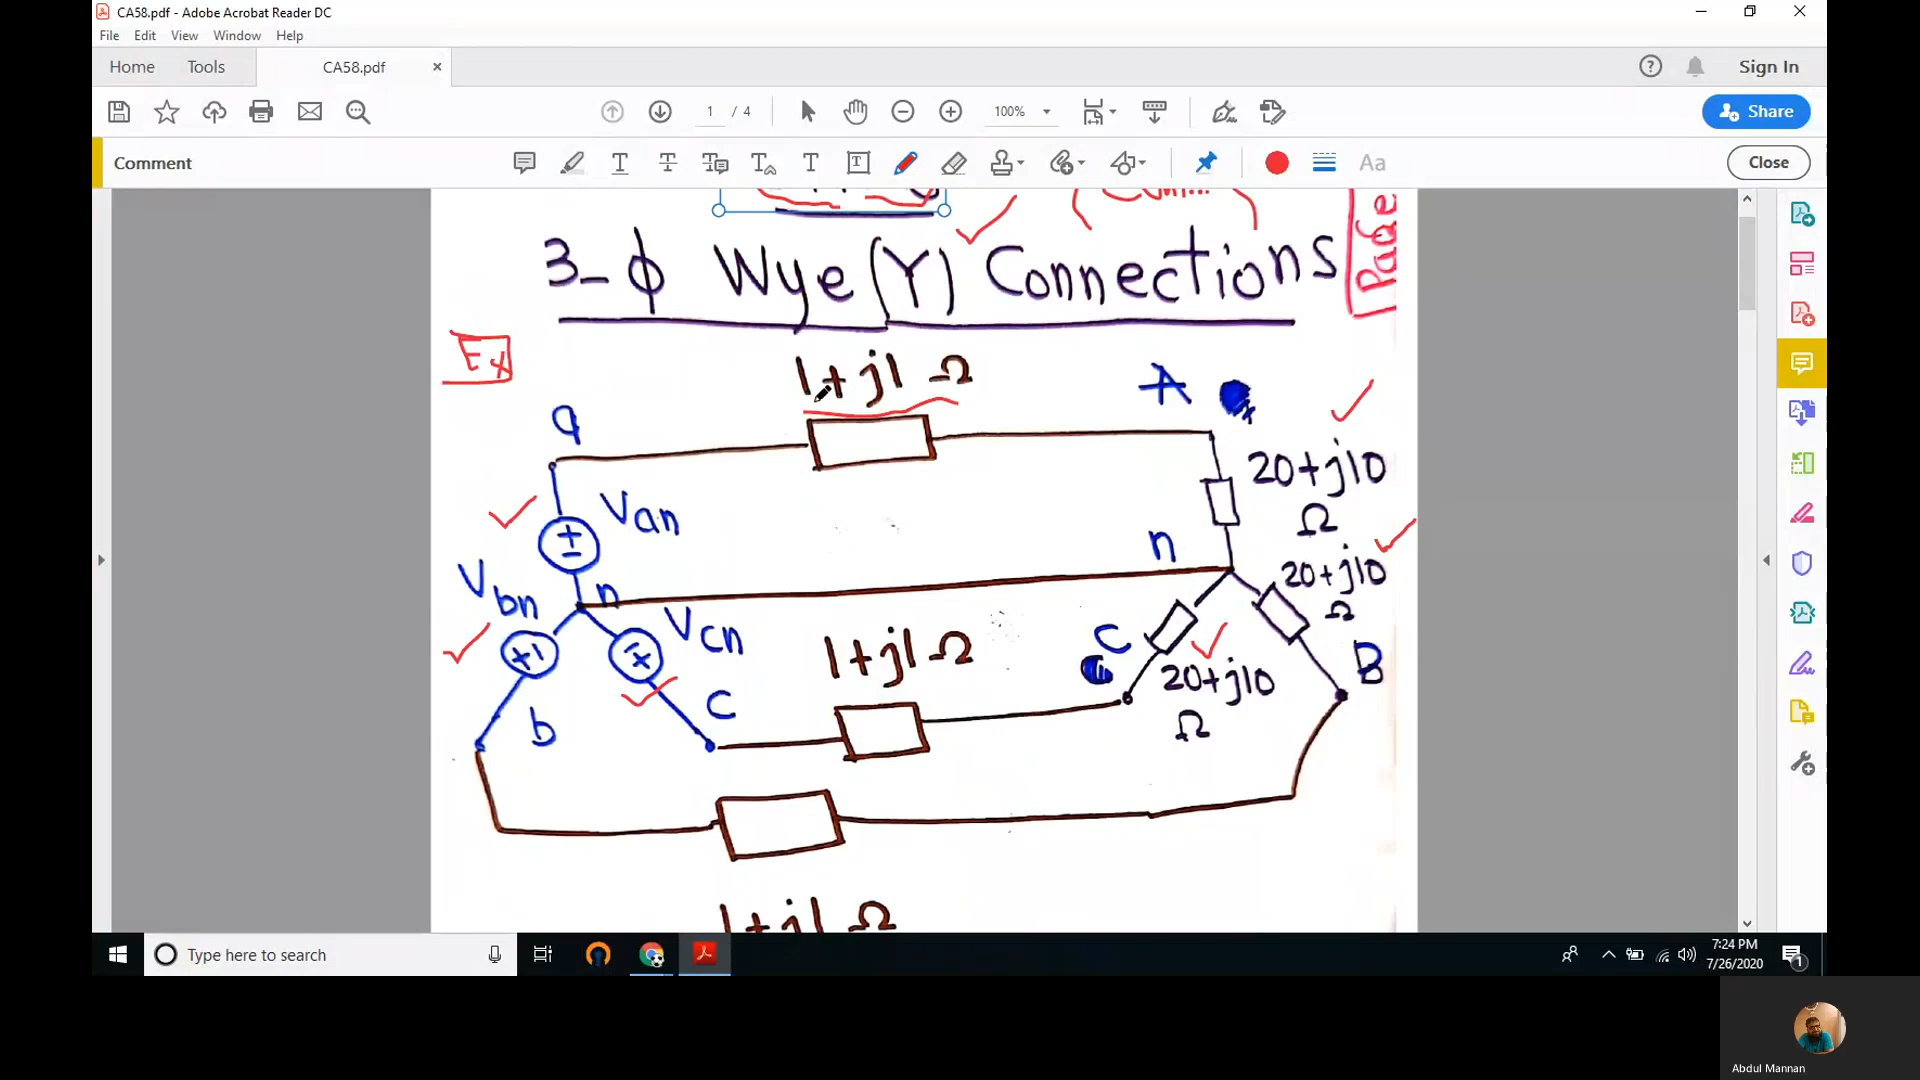 CA58.pdf - Adobe Acrobat Reader DC
File Edit View Window Help
Home Tools CA58.pdf × Sign In
1 / 4 100% Share
Comment Close
3-ϕ Wye (Y) Connections
Page
Ex
1+j1 Ω
A
a
20+j10
Ω
Van
n
20+j10
Ω
Vbn
n
Vcn
C
1+j1 Ω
B
20+j10
Ω
C
b
1+j1 Ω
Type here to search
7:24 PM
7/26/2020
1
Abdul Mannan